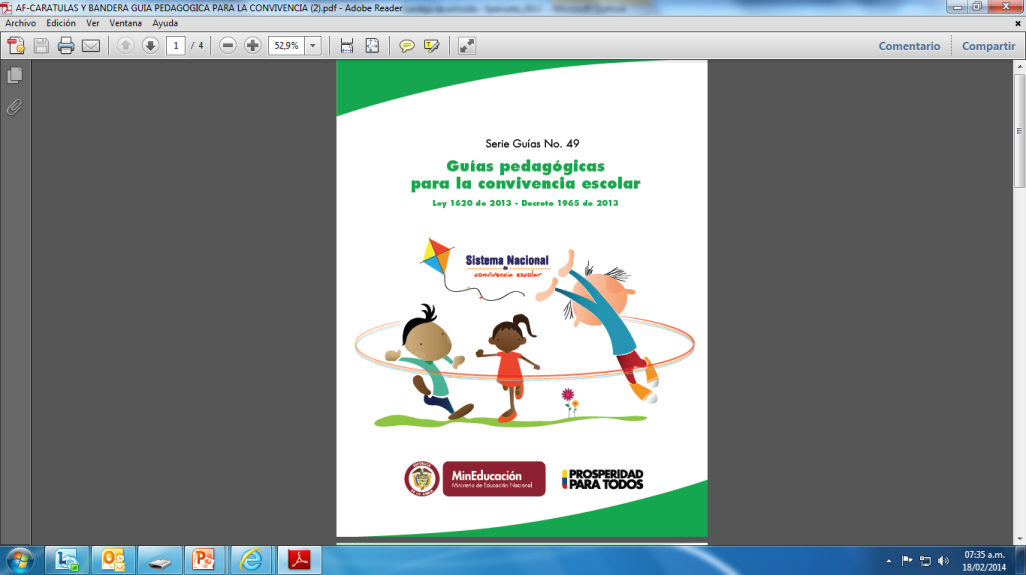 AF-CARATULAS Y BANDERA GUIA PEDAGOGICA PARA LA CONVIVENCIA (2).pdf - Adobe Reader
Archivo Edición Ver Ventana Ayuda
1 / 4 52,9% Comentario Compartir
Serie Guías No. 49
Guías pedagógicas
para la convivencia escolar
Ley 1620 de 2013 - Decreto 1965 de 2013
Sistema Nacional
de
convivencia escolar
MinEducación
Ministerio de Educación Nacional
PROSPERIDAD
PARA TODOS
07:35 a.m.
18/02/2014